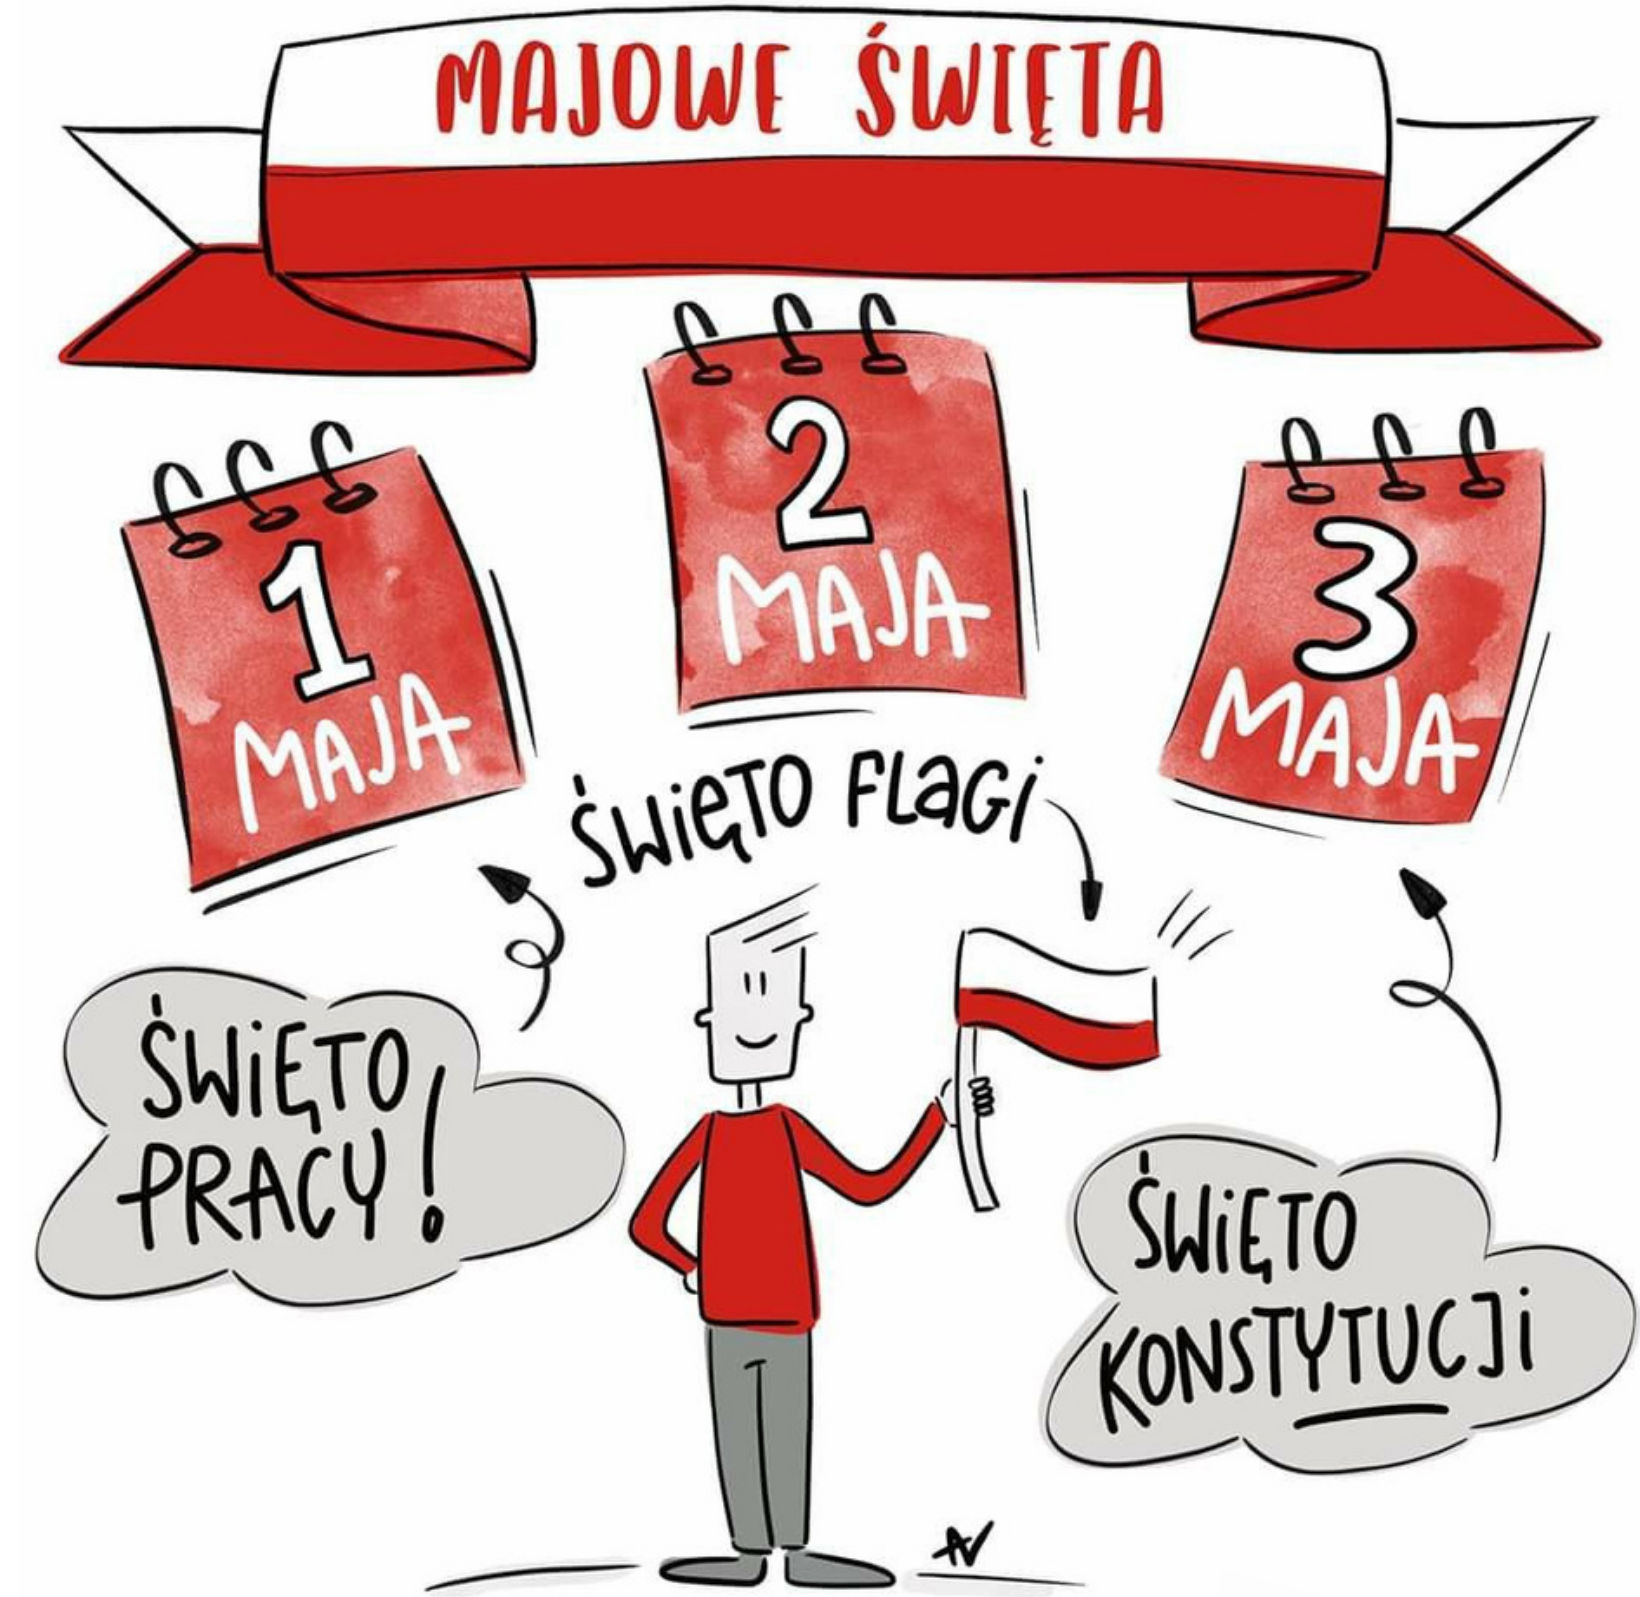 MAJOWE ŚWIĘTA
1
MAJA
2
MAJA
3
MAJA
ŚWIĘTO FLAGI
ŚWIĘTO
PRACY!
ŚWIĘTO
KONSTYTUCJI